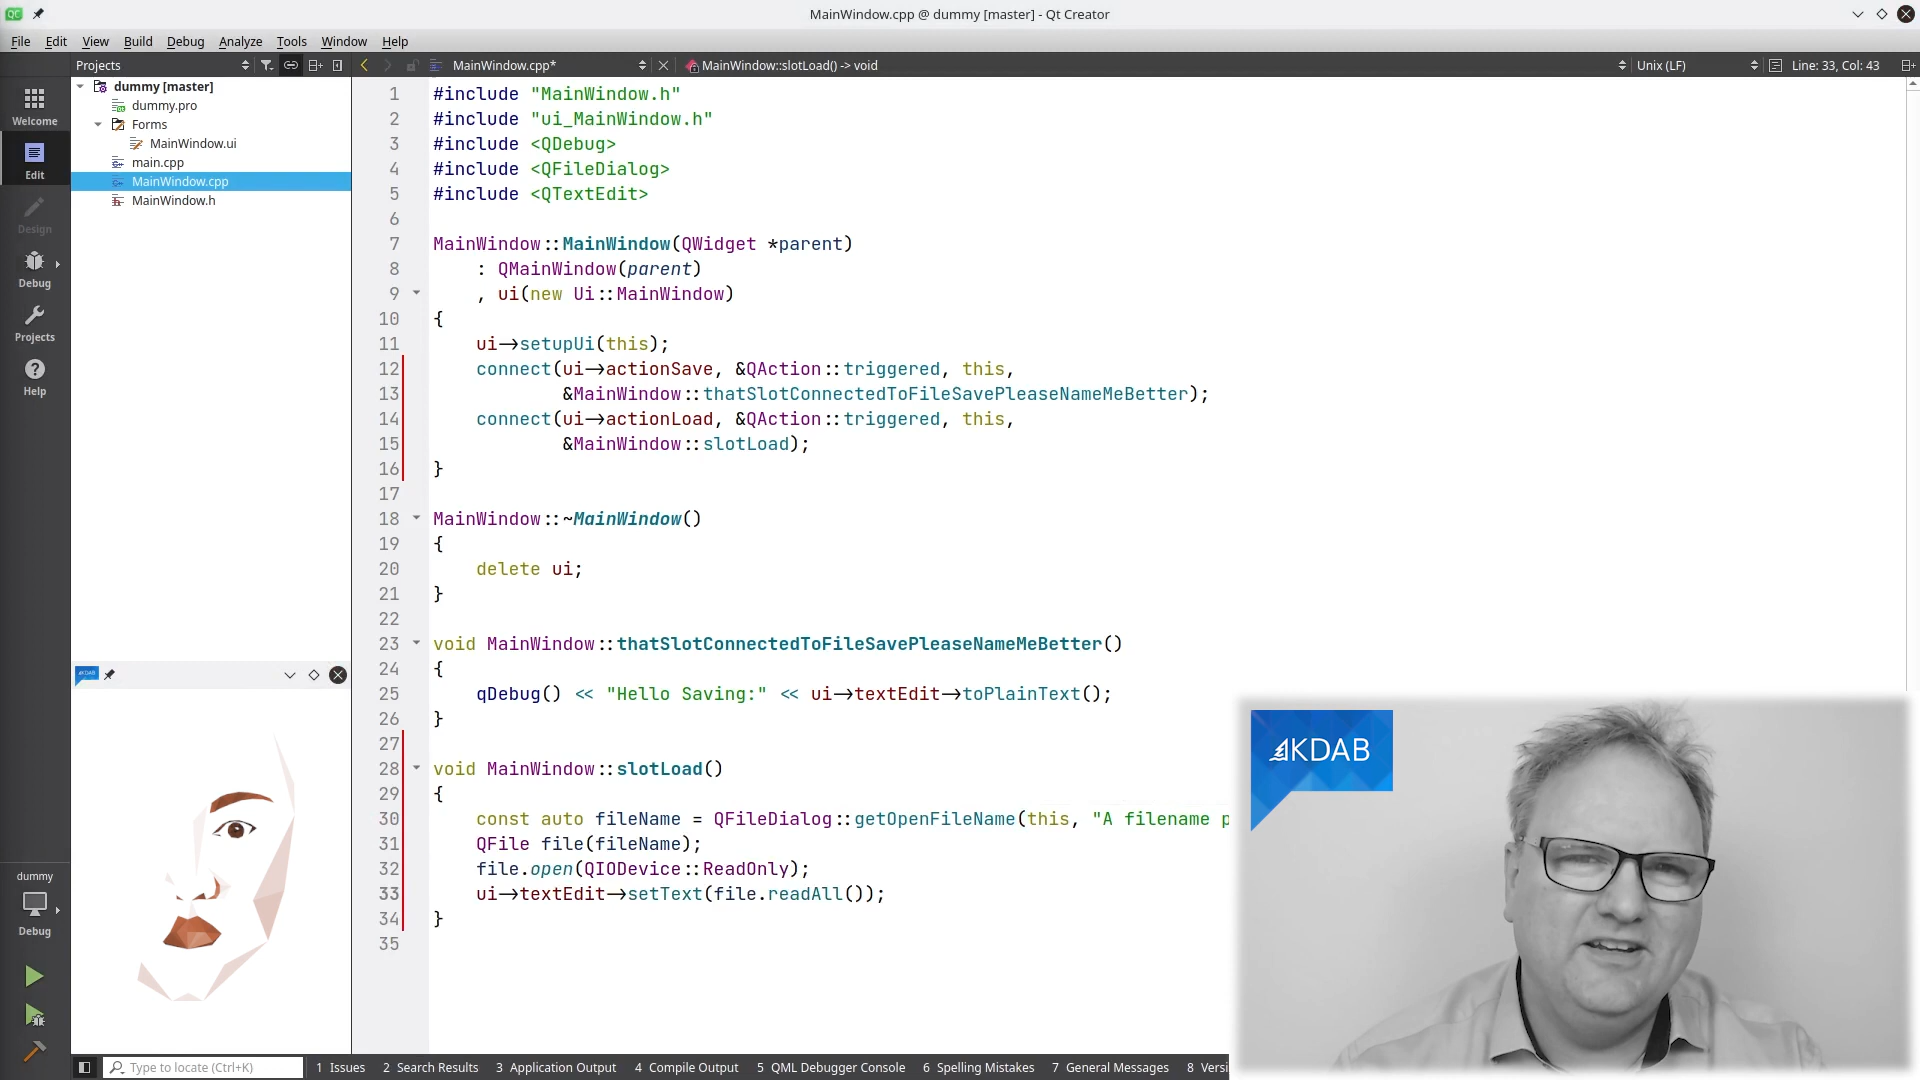 MainWindow.cpp @ dummy [master] - Qt Creator
File Edit View Build Debug Analyze Tools Window Help
Projects
MainWindow.cpp*
MainWindow::slotLoad() -> void
Unix (LF)
Line: 33, Col: 43
Welcome
Edit
Design
Debug
Projects
Help
dummy
Debug
dummy [master]
dummy.pro
Forms
MainWindow.ui
main.cpp
MainWindow.cpp
MainWindow.h
1 #include "MainWindow.h"
2 #include "ui_MainWindow.h"
3 #include <QDebug>
4 #include <QFileDialog>
5 #include <QTextEdit>
6
7 MainWindow::MainWindow(QWidget *parent)
8 : QMainWindow(parent)
9 , ui(new Ui::MainWindow)
10 {
11 ui->setupUi(this);
12 connect(ui->actionSave, &QAction::triggered, this,
13 &MainWindow::thatSlotConnectedToFileSavePleaseNameMeBetter);
14 connect(ui->actionLoad, &QAction::triggered, this,
15 &MainWindow::slotLoad);
16 }
17
18 MainWindow::~MainWindow()
19 {
20 delete ui;
21 }
22
23 void MainWindow::thatSlotConnectedToFileSavePleaseNameMeBetter()
24 {
25 qDebug() << "Hello Saving:" << ui->textEdit->toPlainText();
26 }
27
28 void MainWindow::slotLoad()
29 {
30 const auto fileName = QFileDialog::getOpenFileName(this, "A filename p
31 QFile file(fileName);
32 file.open(QIODevice::ReadOnly);
33 ui->textEdit->setText(file.readAll());
34 }
35
KDAB
Type to locate (Ctrl+K)
1 Issues 2 Search Results 3 Application Output 4 Compile Output 5 QML Debugger Console 6 Spelling Mistakes 7 General Messages 8 Versi